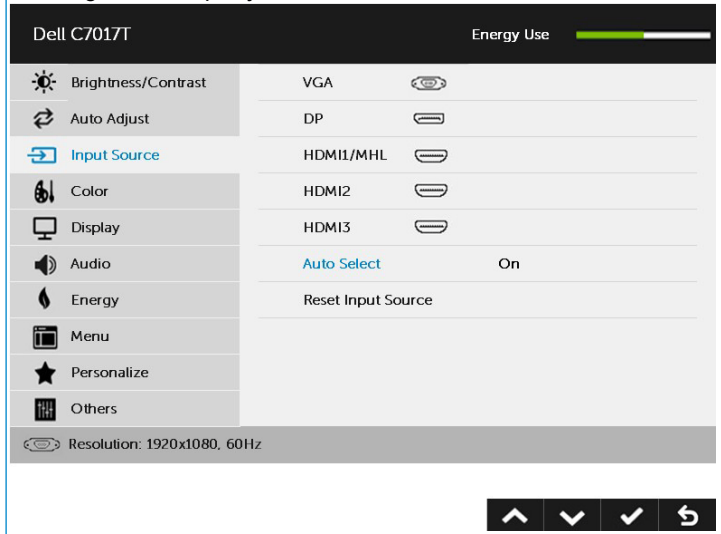 Dell C7017T Energy Use
Brightness/Contrast VGA
Auto Adjust DP
Input Source HDMI1/MHL
Color HDMI2
Display HDMI3
Audio Auto Select On
Energy Reset Input Source
Menu
Personalize
Others
Resolution: 1920x1080, 60Hz